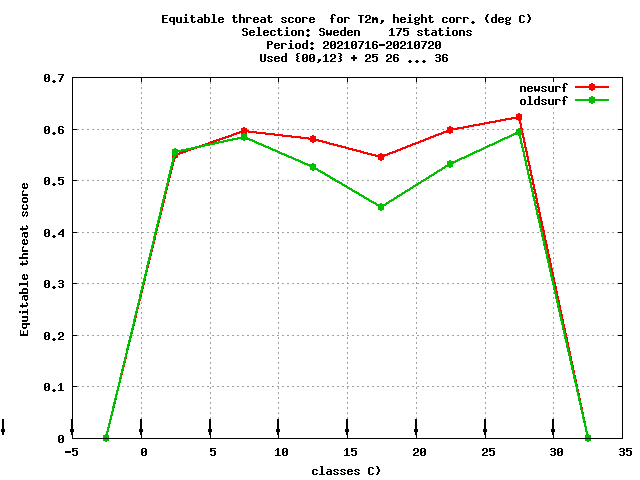 Equitable threat score  for T2m, height corr. (deg C)
Selection: Sweden    175 stations
Period: 20210716-20210720
Used {00,12} + 25 26 ... 36
newsurf
oldsurf
Equitable threat score
0.7
0.6
0.5
0.4
0.3
0.2
0.1
0
-5 0 5 10 15 20 25 30 35
classes C)